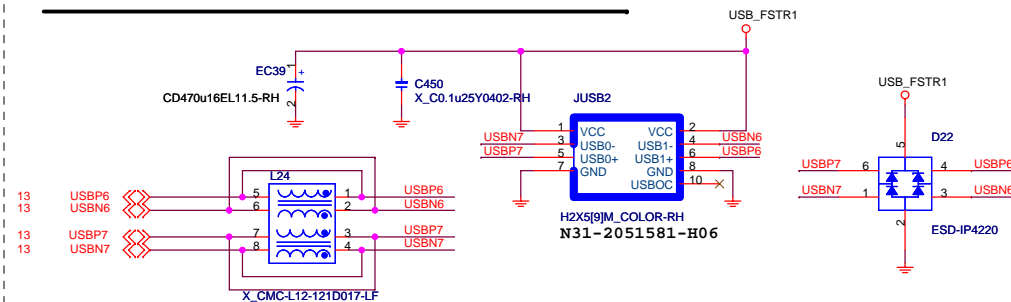 USB_FSTR1
EC39
1
+
2
CD470u16EL11.5-RH
C450
X_C0.1u25Y0402-RH
JUSB2
1 VCC VCC 2
USBN7 3 USB0- USB1- 4 USBN6
USBP7 5 USB0+ USB1+ 6 USBP6
7 GND GND 8
USBOC 10
H2X5[9]M_COLOR-RH
N31-2051581-H06
USB_FSTR1
D22
5
USBP7 6 4 USBP6
USBN7 1 3 USBN6
2
ESD-IP4220
L24
13 USBP6 5 1 USBP6
13 USBN6 6 2 USBN6
13 USBP7 7 3 USBP7
13 USBN7 8 4 USBN7
X_CMC-L12-121D017-LF